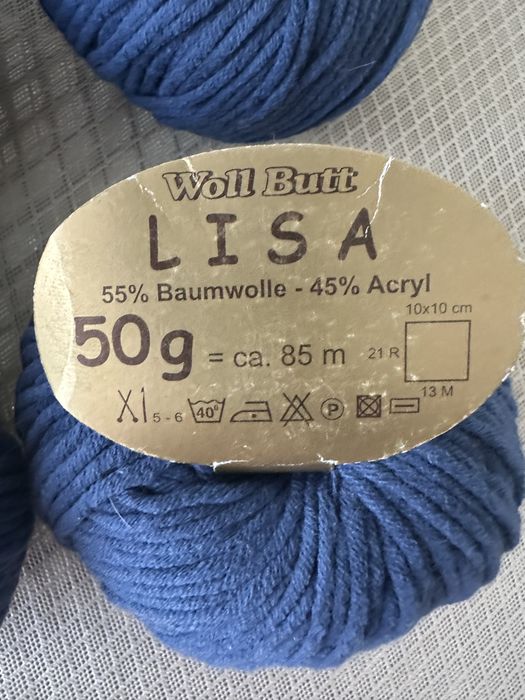 Woll Butt
LISA
55% Baumwolle - 45% Acryl
10x10 cm
50g = ca. 85 m
21 R
13 M
5 - 6
40°
P